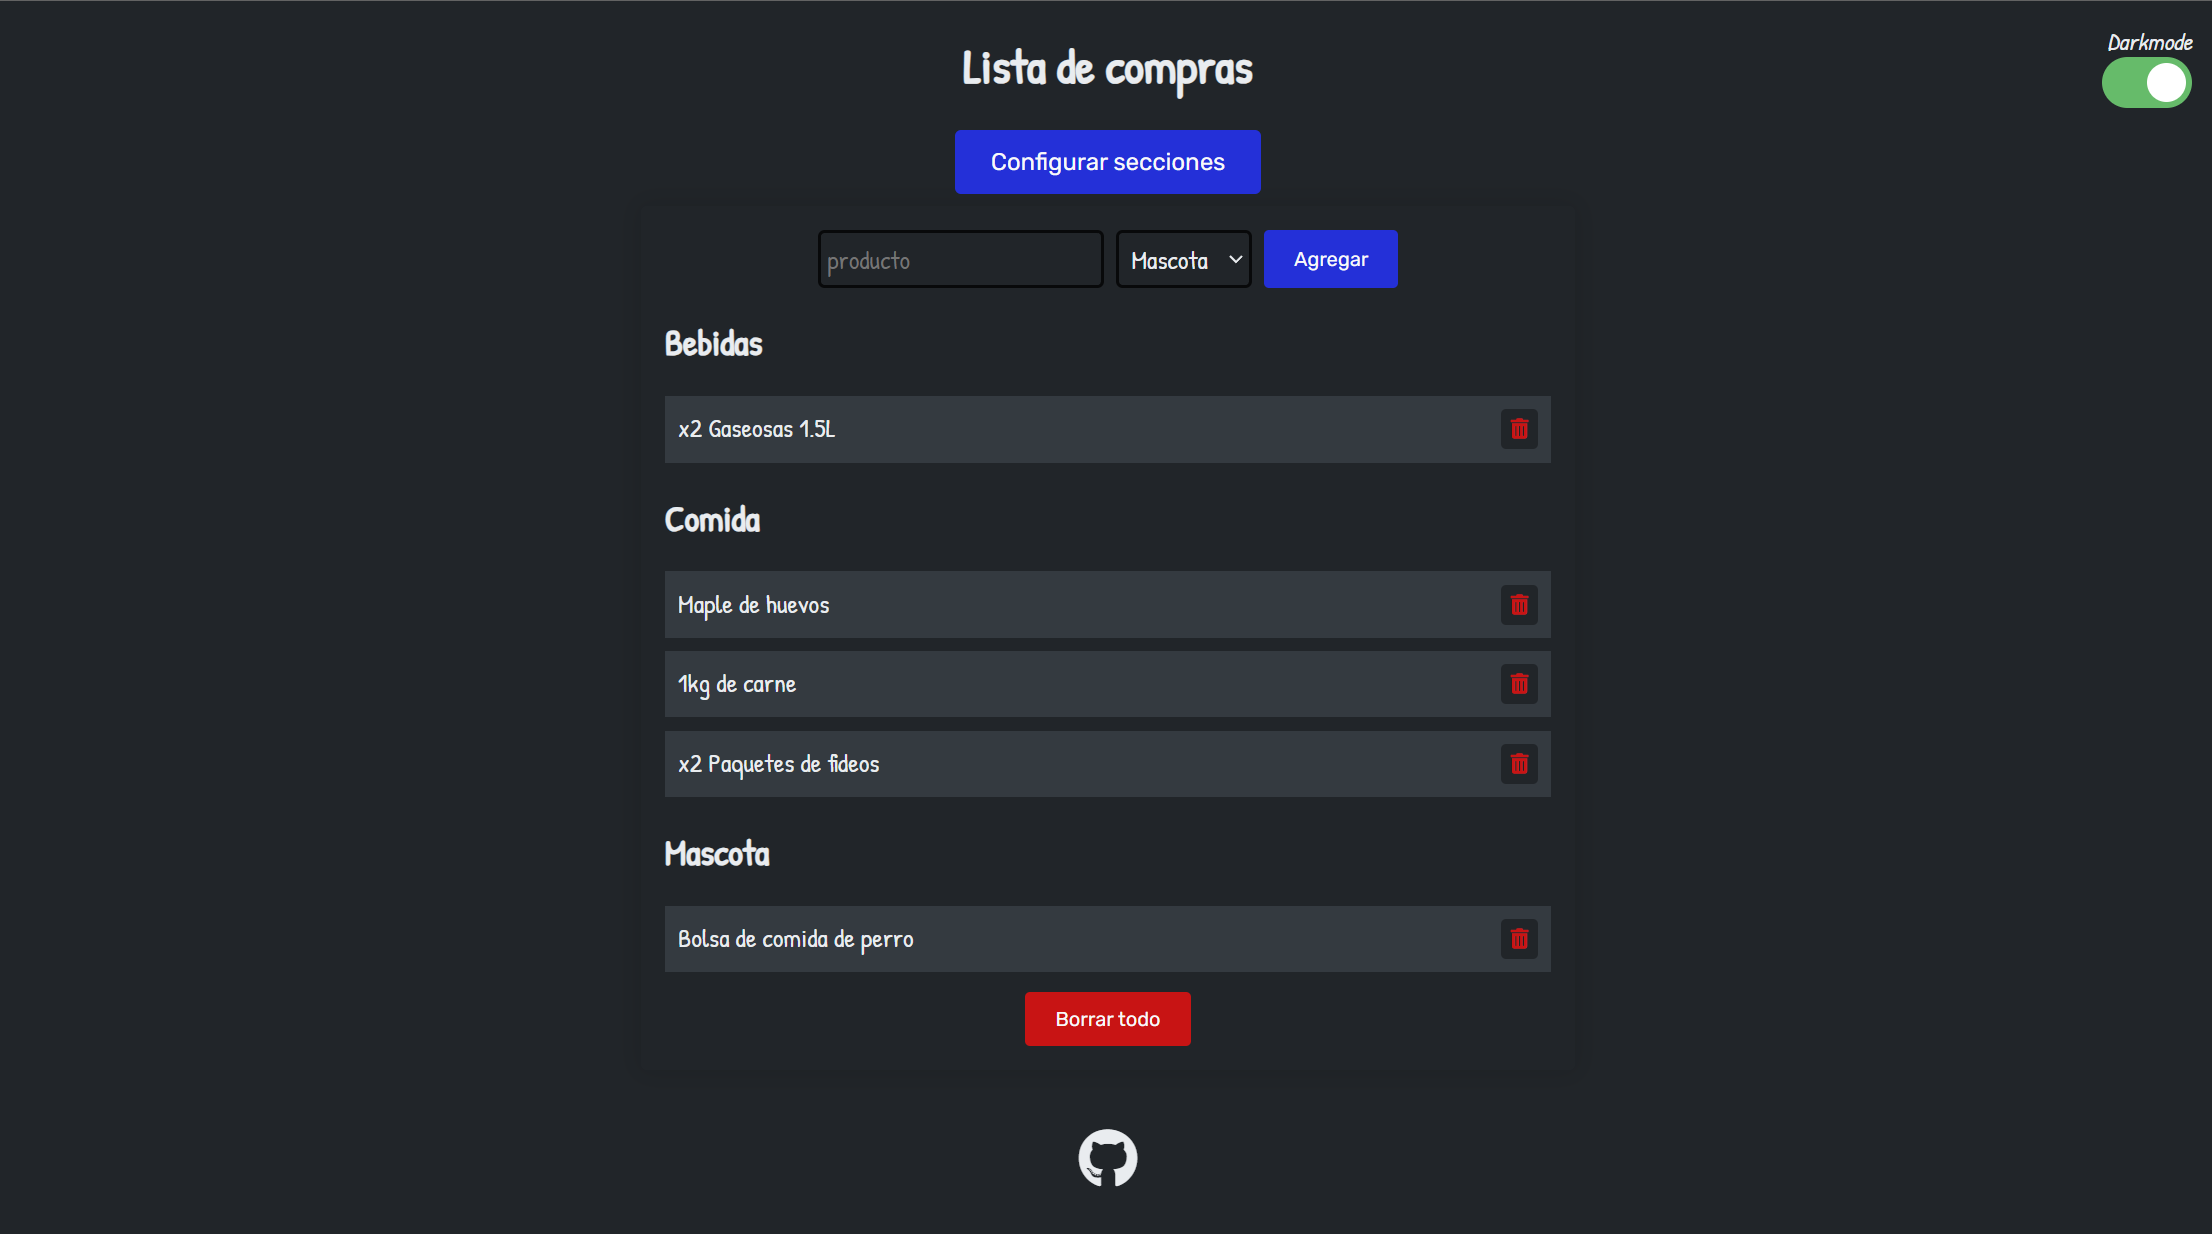 Darkmode
Lista de compras
Configurar secciones
producto Mascota Agregar
Bebidas
x2 Gaseosas 1.5L
Comida
Maple de huevos
1kg de carne
x2 Paquetes de fideos
Mascota
Bolsa de comida de perro
Borrar todo